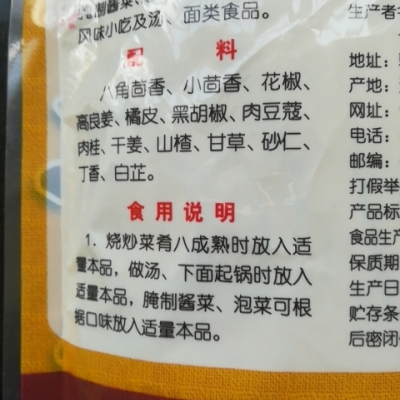 腌制酱菜、
风味小吃及汤、面类食品。
配 料
八角茴香、小茴香、花椒、
高良姜、橘皮、黑胡椒、肉豆蔻、
肉桂、干姜、山楂、甘草、砂仁、
丁香、白芷。
食用说明
1．烧炒菜肴八成熟时放入适
量本品，做汤、下面起锅时放入
适量本品，腌制酱菜、泡菜可根
据口味放入适量本品。
生产者
地址：
产地：
网址：
电话：
邮编：
打假举
产品标
食品生产
保质期
生产日
贮存条
后密闭